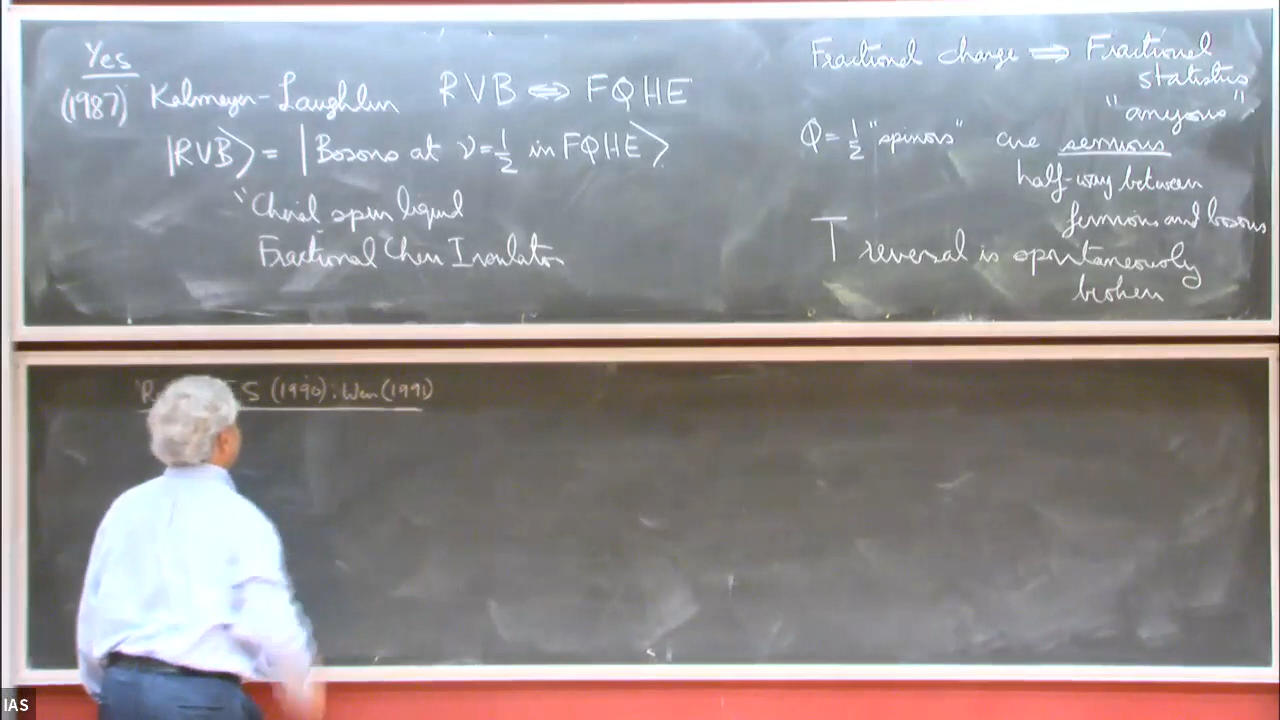 Yes
(1987) Kalmeyer-Laughlin RVB ⟺ FQHE
|RVB⟩ = |Bosons at ν=1/2 in FQHE⟩
"Chiral spin liquid
Fractional Chern Insulator
Fractional charge ⟹ Fractional
statistics
"anyons"
Q=1/2 "spinors" are semions
half-way between
fermions and bosons
T reversal is spontaneously
broken
S (1990); Wen (1991)
IAS